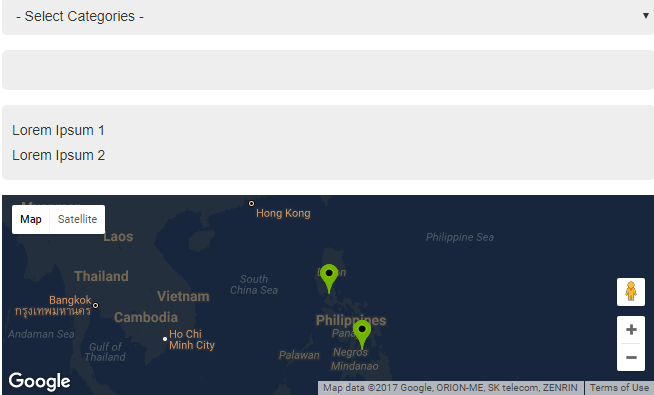 - Select Categories -
Lorem Ipsum 1
Lorem Ipsum 2
Map Satellite
Hong Kong
Philippine Sea
Laos
Thailand
South
China Sea
Vietnam
Bangkok
กรุงเทพมหานคร
Cambodia
Philippines
Andaman Sea
Ho Chi
Minh City
Gulf of
Thailand
Palawan
Negros
Mindanao
Google
Map data ©2017 Google, ORION-ME, SK telecom, ZENRIN
Terms of Use